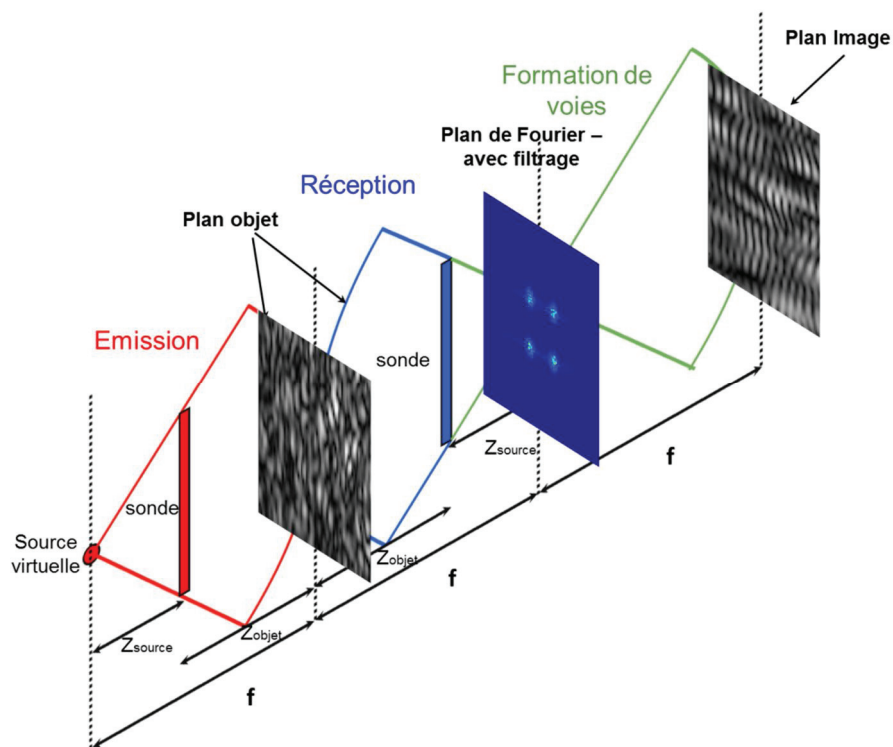 Plan Image
Formation de
voies
Plan de Fourier –
avec filtrage
Réception
Plan objet
Emission
sonde
Zsource
f
sonde
Source
virtuelle
Zobjet
f
Zobjet
Zsource
f